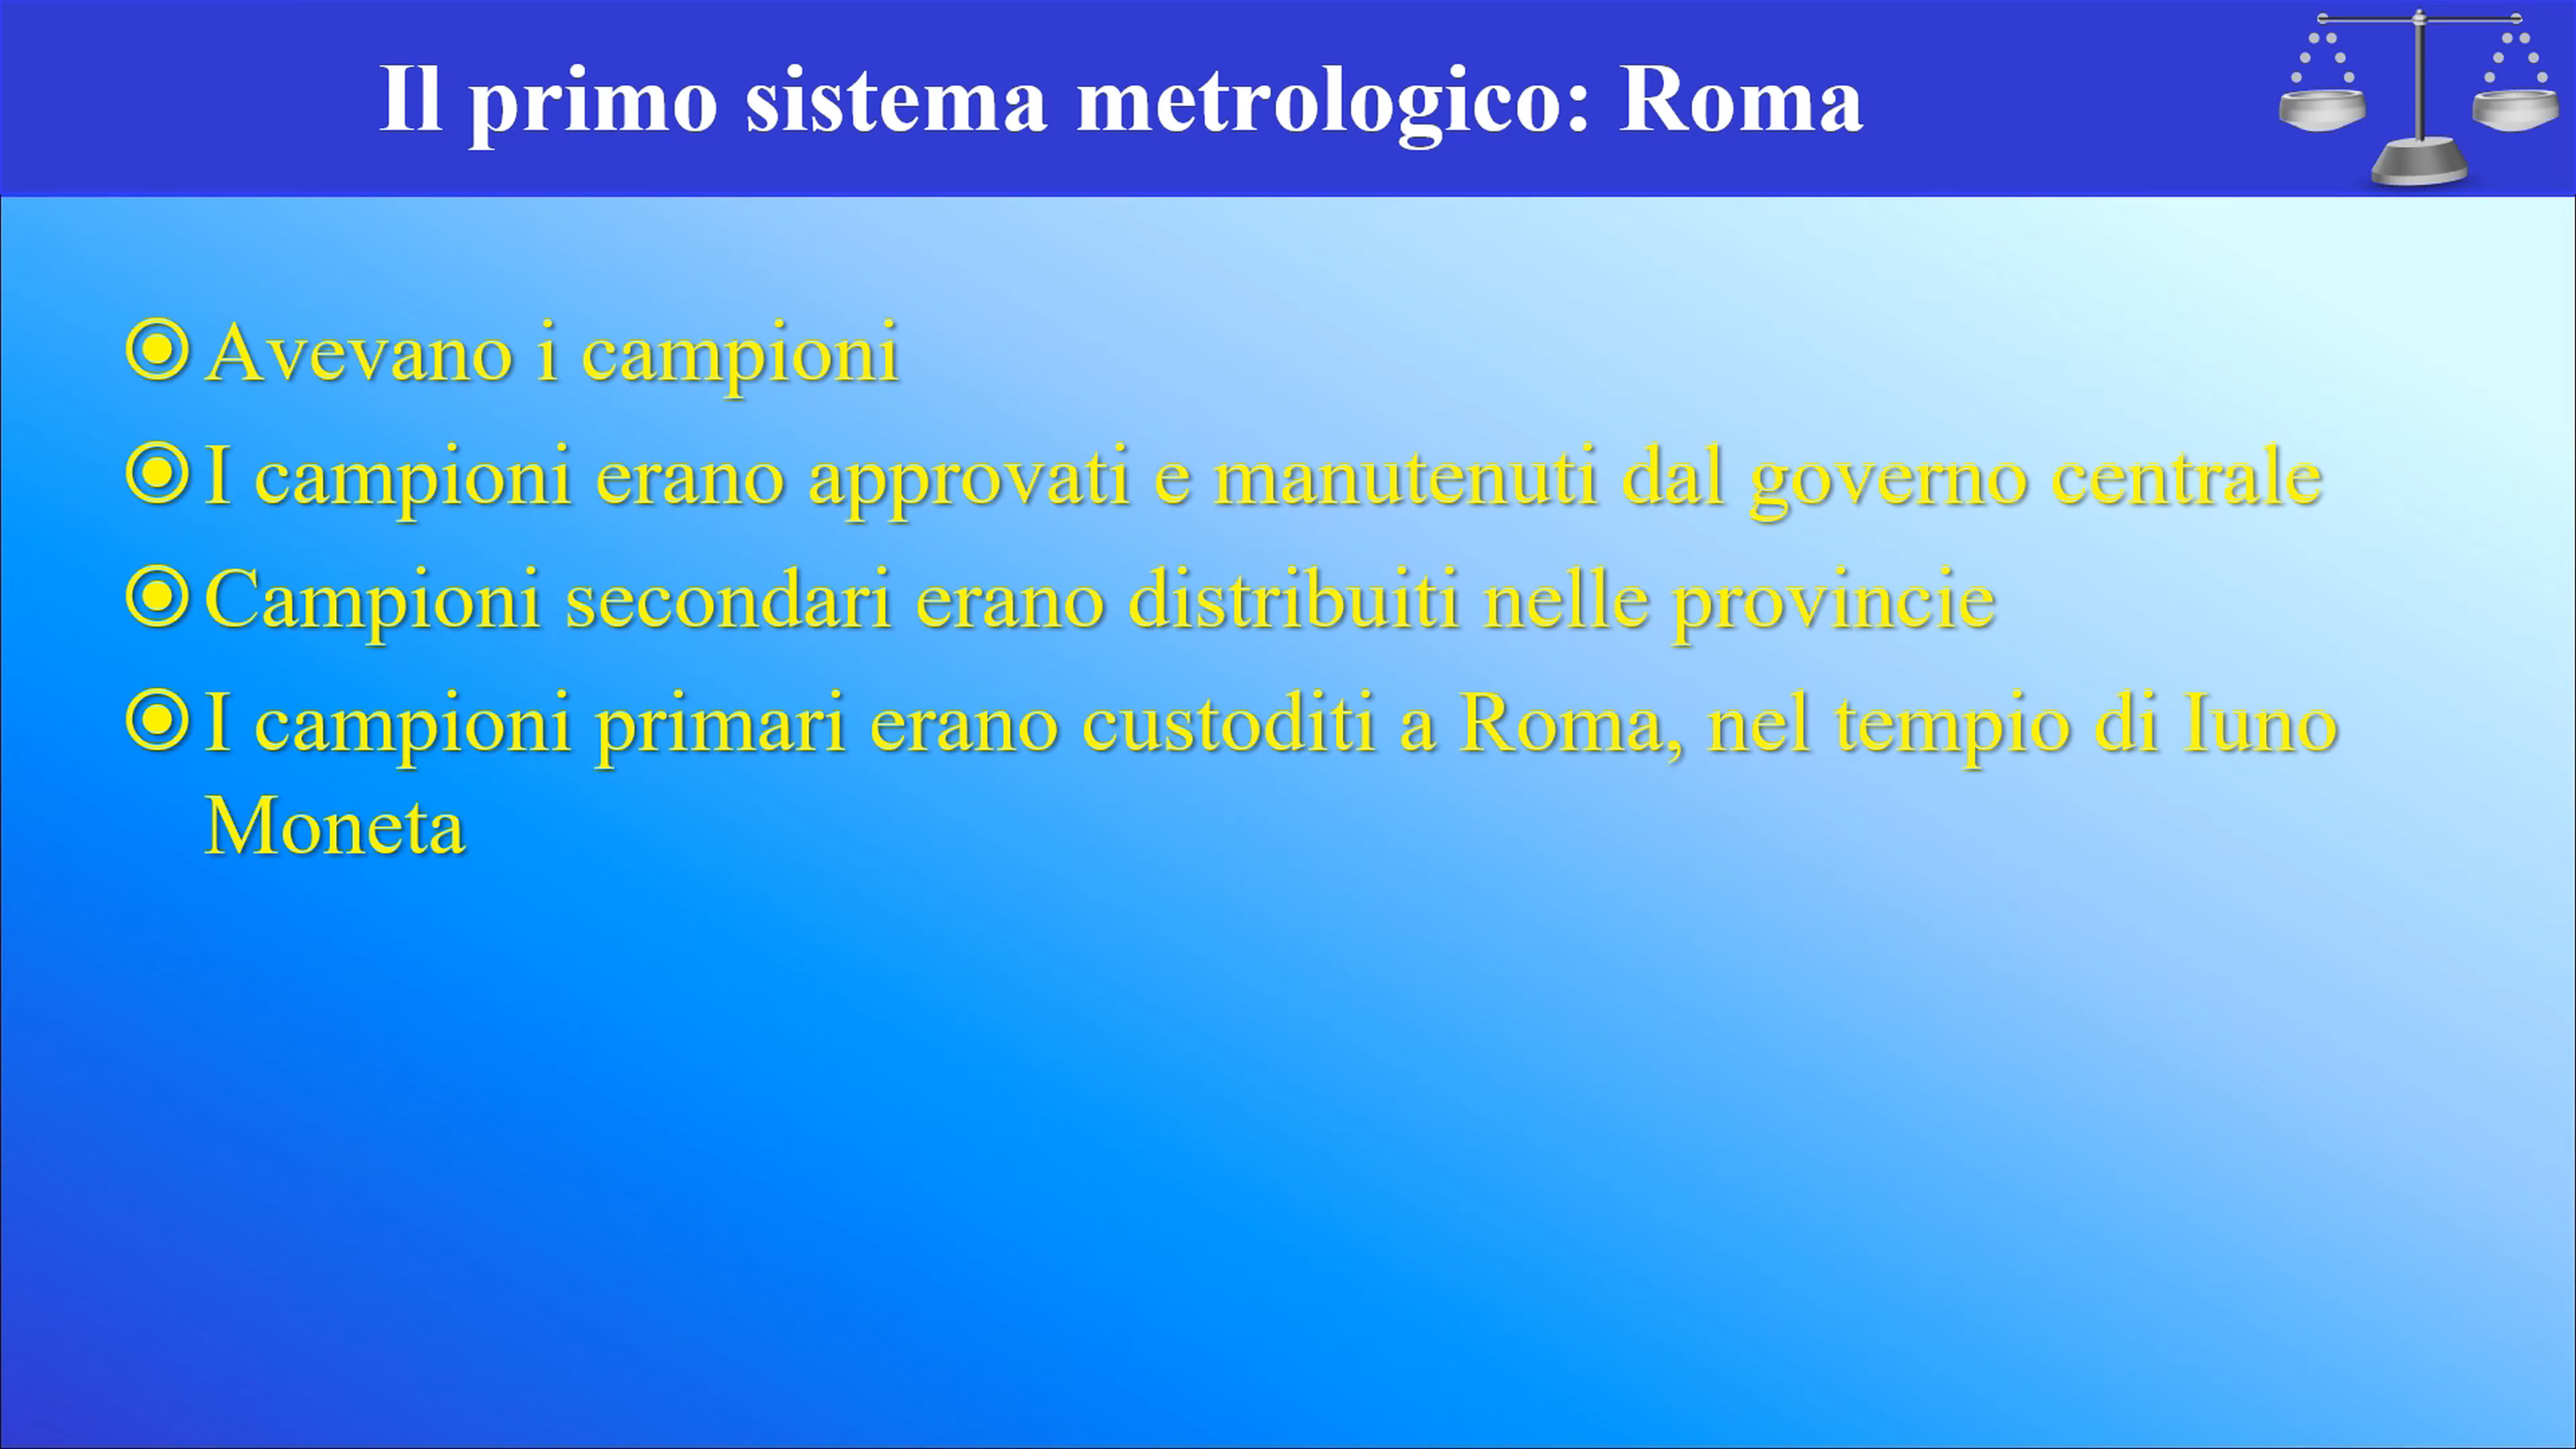 Il primo sistema metrologico: Roma
Avevano i campioni
I campioni erano approvati e manutenuti dal governo centrale
Campioni secondari erano distribuiti nelle provincie
I campioni primari erano custoditi a Roma, nel tempio di Iuno
Moneta